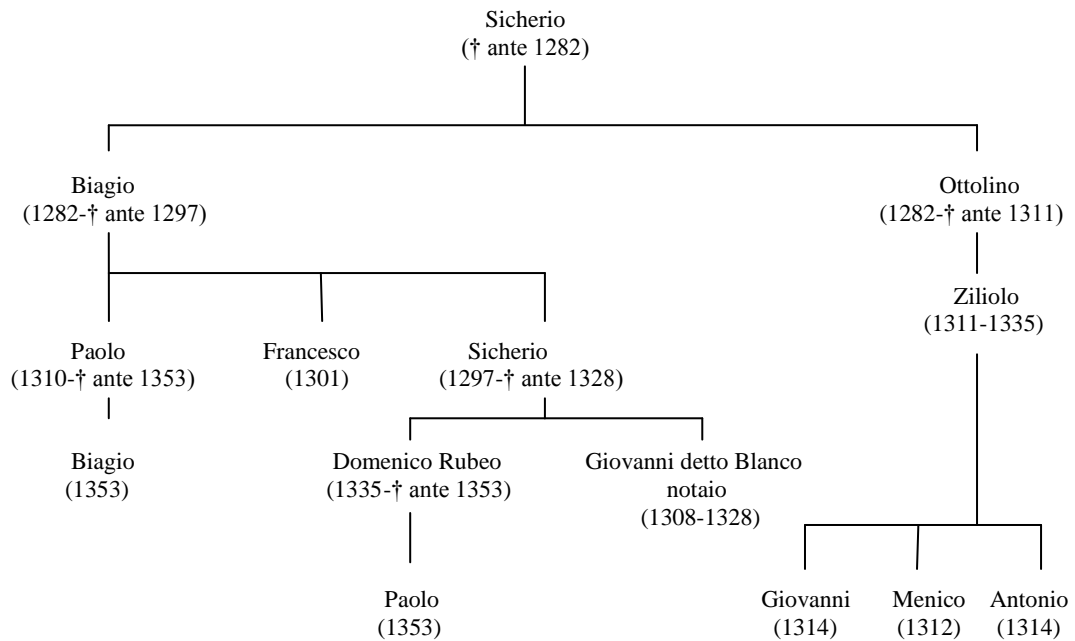 Sicherio
(† ante 1282)
Biagio
(1282-† ante 1297)
Ottolino
(1282-† ante 1311)
Ziliolo
(1311-1335)
Paolo
(1310-† ante 1353)
Francesco
(1301)
Sicherio
(1297-† ante 1328)
Biagio
(1353)
Domenico Rubeo
(1335-† ante 1353)
Giovanni detto Blanco
notaio
(1308-1328)
Paolo
(1353)
Giovanni
(1314)
Menico
(1312)
Antonio
(1314)